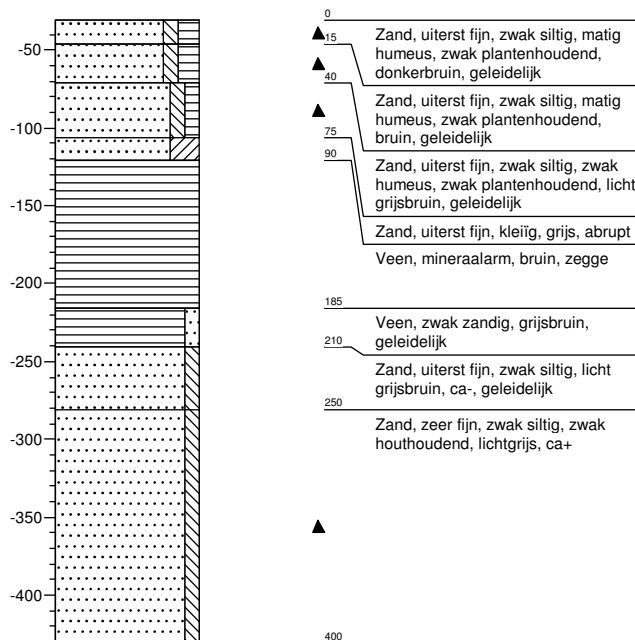 0
Zand, uiterst fijn, zwak siltig, matig
humeus, zwak plantenhoudend,
donkerbruin, geleidelijk
15
Zand, uiterst fijn, zwak siltig, matig
humeus, zwak plantenhoudend,
bruin, geleidelijk
40
Zand, uiterst fijn, zwak siltig, zwak
humeus, zwak plantenhoudend, licht
grijsbruin, geleidelijk
75
Zand, uiterst fijn, kleiïg, grijs, abrupt
90
Veen, mineraalarm, bruin, zegge
185
Veen, zwak zandig, grijsbruin,
geleidelijk
210
Zand, uiterst fijn, zwak siltig, licht
grijsbruin, ca-, geleidelijk
250
Zand, zeer fijn, zwak siltig, zwak
houthoudend, lichtgrijs, ca+
400
-50
-100
-150
-200
-250
-300
-350
-400